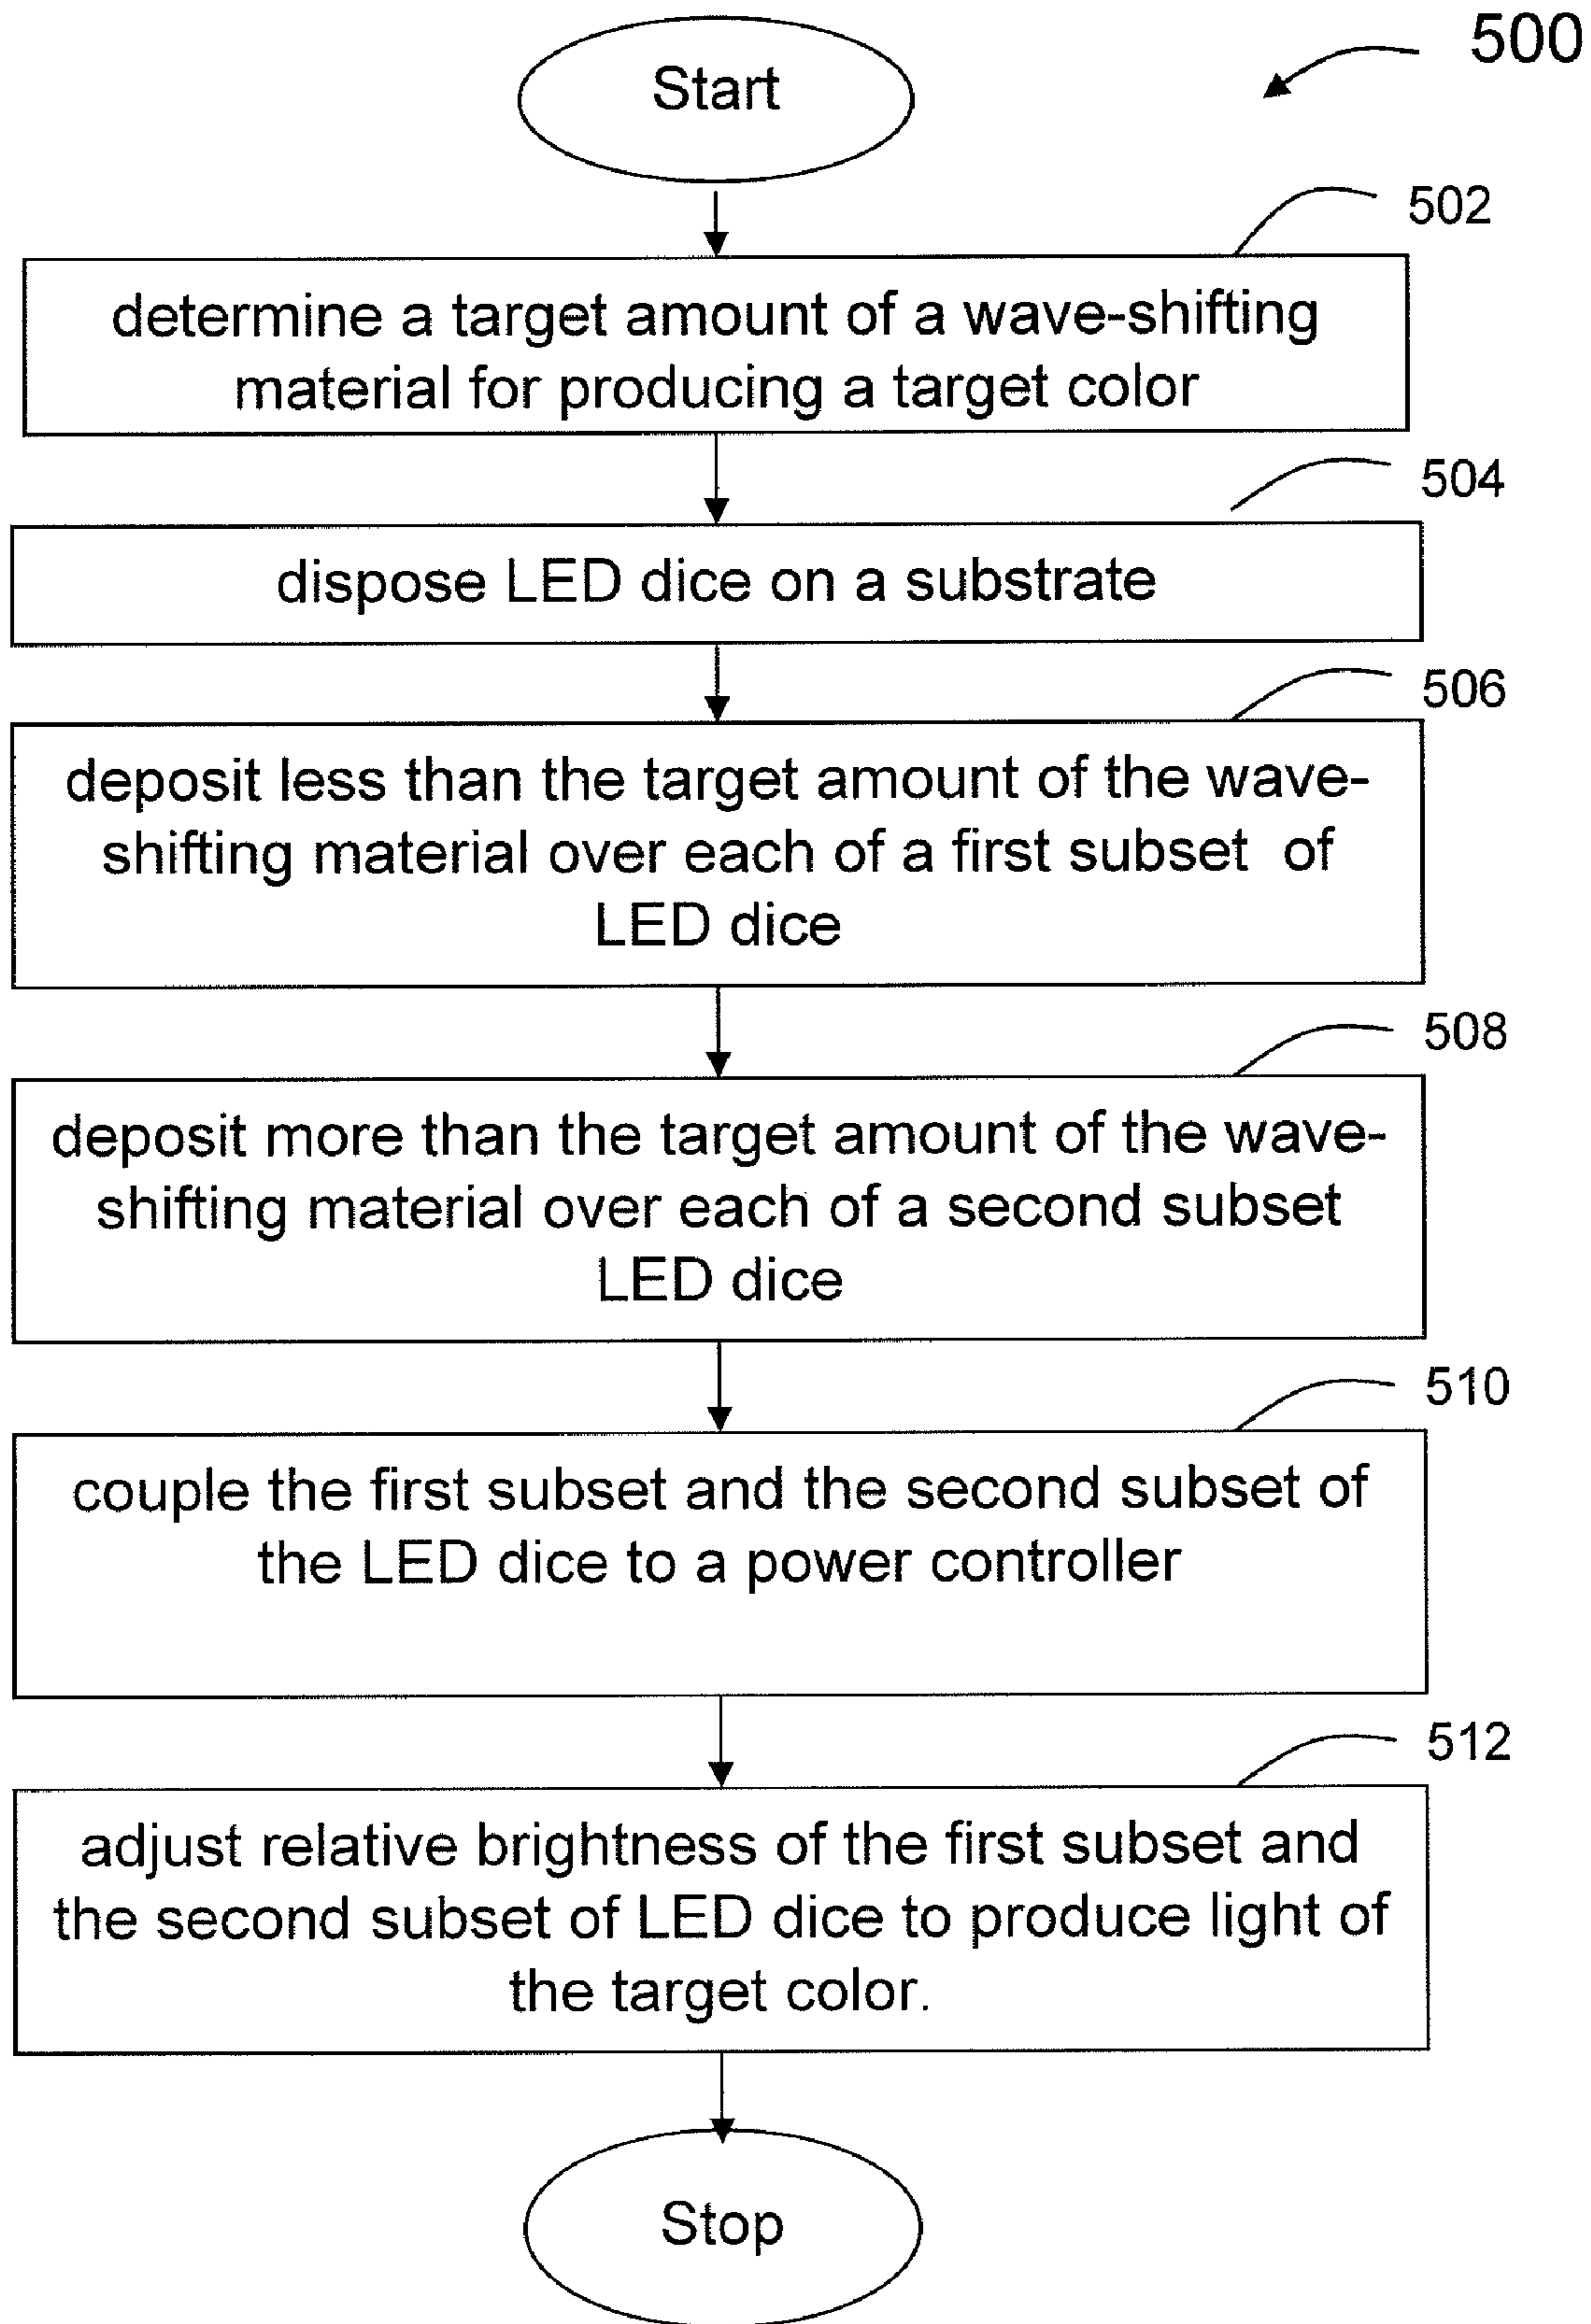 500
Start
502
determine a target amount of a wave-shifting
material for producing a target color
504
dispose LED dice on a substrate
506
deposit less than the target amount of the wave-
shifting material over each of a first subset of
LED dice
508
deposit more than the target amount of the wave-
shifting material over each of a second subset
LED dice
510
couple the first subset and the second subset of
the LED dice to a power controller
512
adjust relative brightness of the first subset and
the second subset of LED dice to produce light of
the target color.
Stop